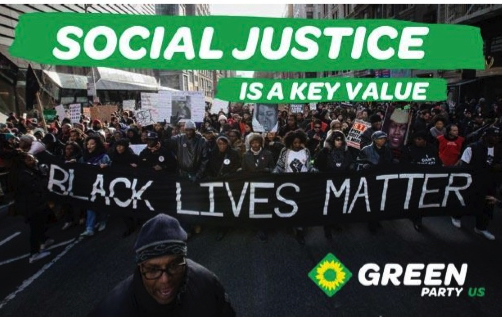 SOCIAL JUSTICE
IS A KEY VALUE
BLACK LIVES MATTER
GREEN
PARTY US